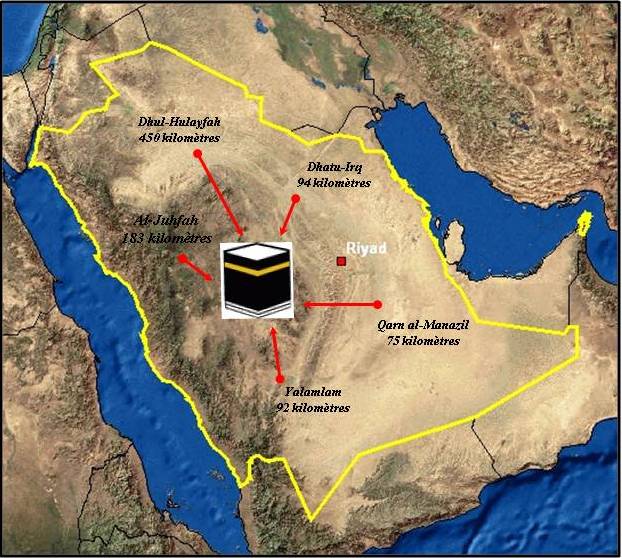 Dhul-Hulayfah
450 kilomètres
Dhatu-Irq
94 kilomètres
Al-Juhfah
183 kilomètres
Riyad
Qarn al-Manazil
75 kilomètres
Yalamlam
92 kilomètres